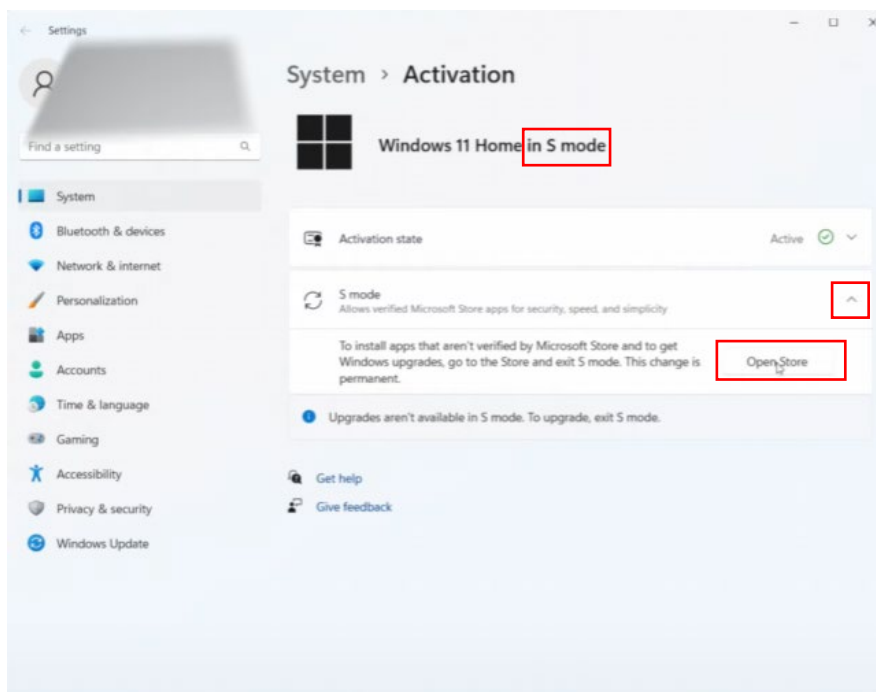 Settings
System > Activation
Find a setting
Windows 11 Home in S mode
System
Bluetooth & devices
Network & internet
Personalization
Apps
Accounts
Time & language
Gaming
Accessibility
Privacy & security
Windows Update
Activation state
Active
S mode
Allows verified Microsoft Store apps for security, speed, and simplicity
To install apps that aren't verified by Microsoft Store and to get
Windows upgrades, go to the Store and exit S mode. This change is
permanent.
Open Store
Upgrades aren't available in S mode. To upgrade, exit S mode.
Get help
Give feedback